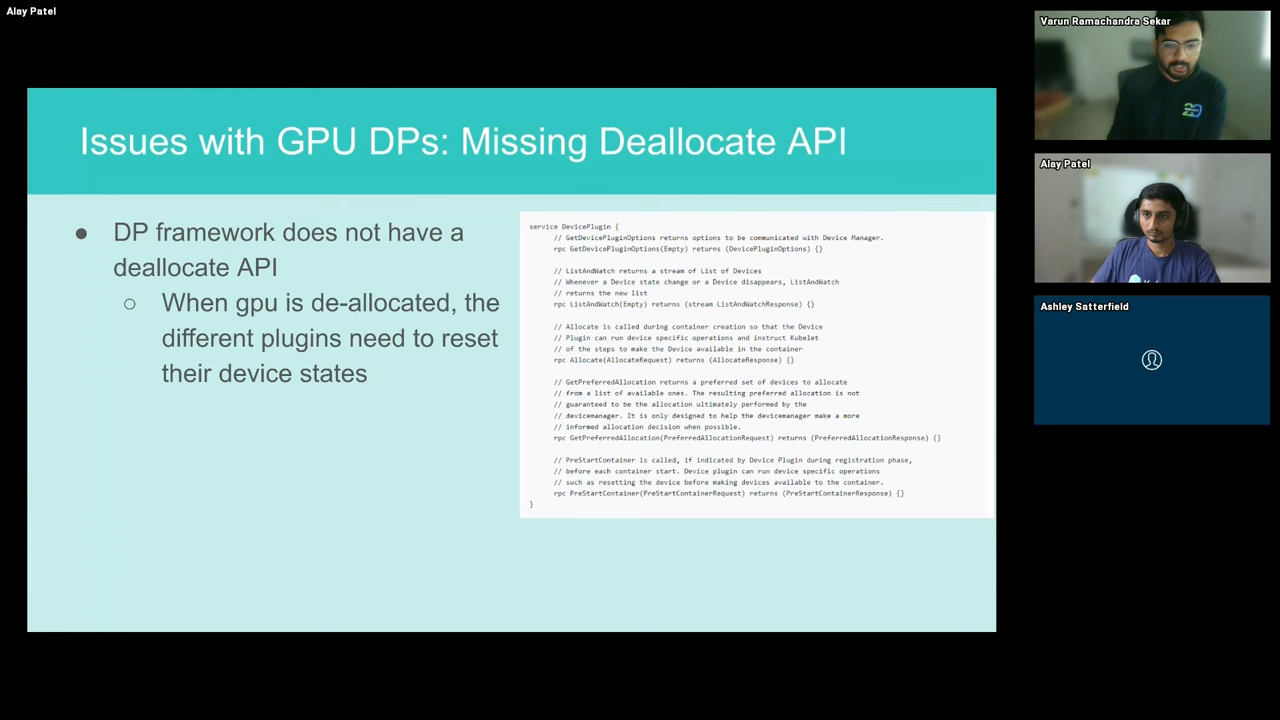 Alay Patel
Issues with GPU DPs: Missing Deallocate API
● DP framework does not have a
deallocate API
○ When gpu is de-allocated, the
different plugins need to reset
their device states
service DevicePlugin {
// GetDevicePluginOptions returns options to be communicated with Device Manager.
rpc GetDevicePluginOptions(Empty) returns (DevicePluginOptions) {}
// ListAndWatch returns a stream of List of Devices
// Whenever a Device state change or a Device disappears, ListAndWatch
// returns the new list
rpc ListAndWatch(Empty) returns (stream ListAndWatchResponse) {}
// Allocate is called during container creation so that the Device
// Plugin can run device specific operations and instruct Kubelet
// of the steps to make the Device available in the container
rpc Allocate(AllocateRequest) returns (AllocateResponse) {}
// GetPreferredAllocation returns a preferred set of devices to allocate
// from a list of available ones. The resulting preferred allocation is not
// guaranteed to be the allocation ultimately performed by the
// devicemanager. It is only designed to help the devicemanager make a more
// informed allocation decision when possible.
rpc GetPreferredAllocation(PreferredAllocationRequest) returns (PreferredAllocationResponse) {}
// PreStartContainer is called, if indicated by Device Plugin during registration phase,
// before each container start. Device plugin can run device specific operations
// such as resetting the device before making devices available to the container.
rpc PreStartContainer(PreStartContainerRequest) returns (PreStartContainerResponse) {}
}
Varun Ramachandra Sekar
Alay Patel
Ashley Satterfield